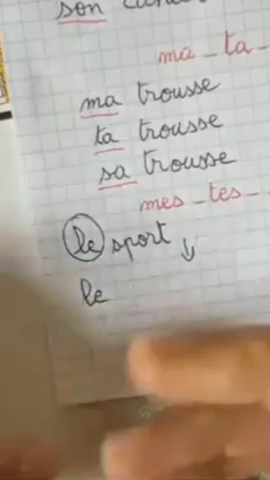 son
ma - ta -
ma trousse
ta trousse
sa trousse
mes - tes -
le sport
le